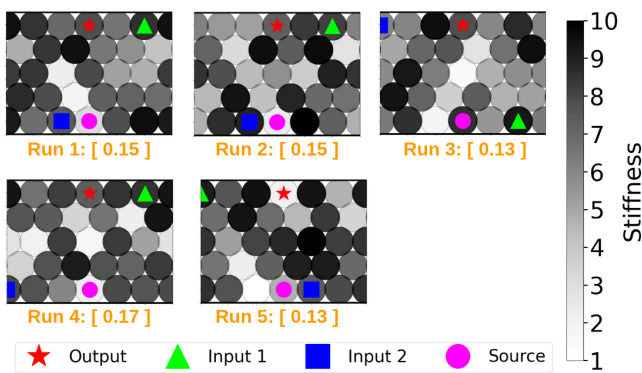 Run 1: [ 0.15 ]
Run 2: [ 0.15 ]
Run 3: [ 0.13 ]
Run 4: [ 0.17 ]
Run 5: [ 0.13 ]
10
9
8
7
6
5
4
3
2
1
Stiffness
Output
Input 1
Input 2
Source